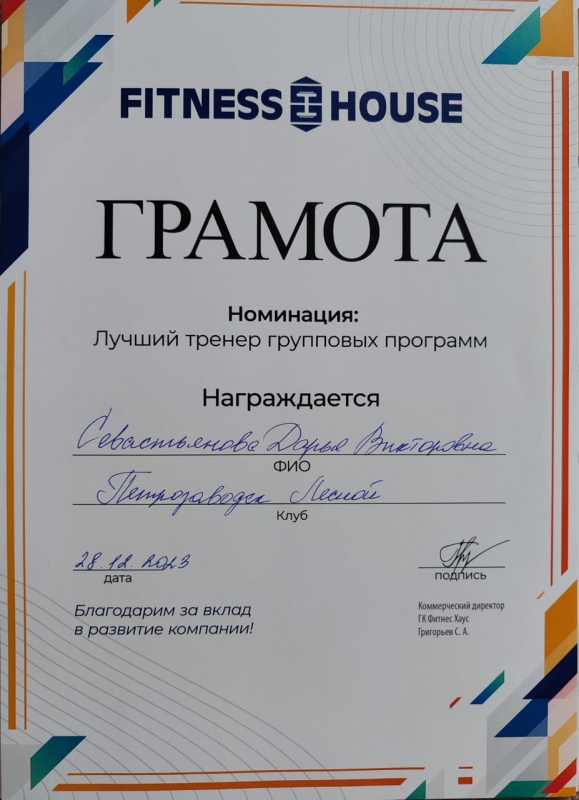 FITNESS HOUSE
ГРАМОТА
Номинация:
Лучший тренер групповых программ
Награждается
Севастьянова Дарья Викторовна
ФИО
Петрозаводск Лесной
Клуб
28.12.2023
дата
подпись
Благодарим за вклад
в развитие компании!
Коммерческий директор
ГК Фитнес Хаус
Григорьев С. А.